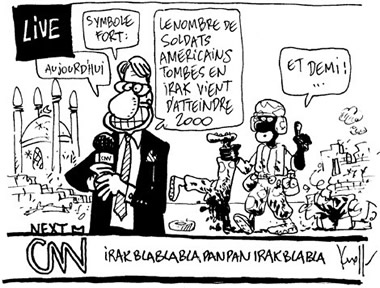 LIVE
SYMBOLE
FORT:
AUJOURD'HUI
LE NOMBRE DE
SOLDATS
AMÉRICAINS
TOMBÉS EN
IRAK VIENT
D'ATTEINDRE
2000
ET DEMI!
...
CNN
NEXT
CNN
IRAK BLABLABLA PAN PAN IRAK BLABLA
Kroll